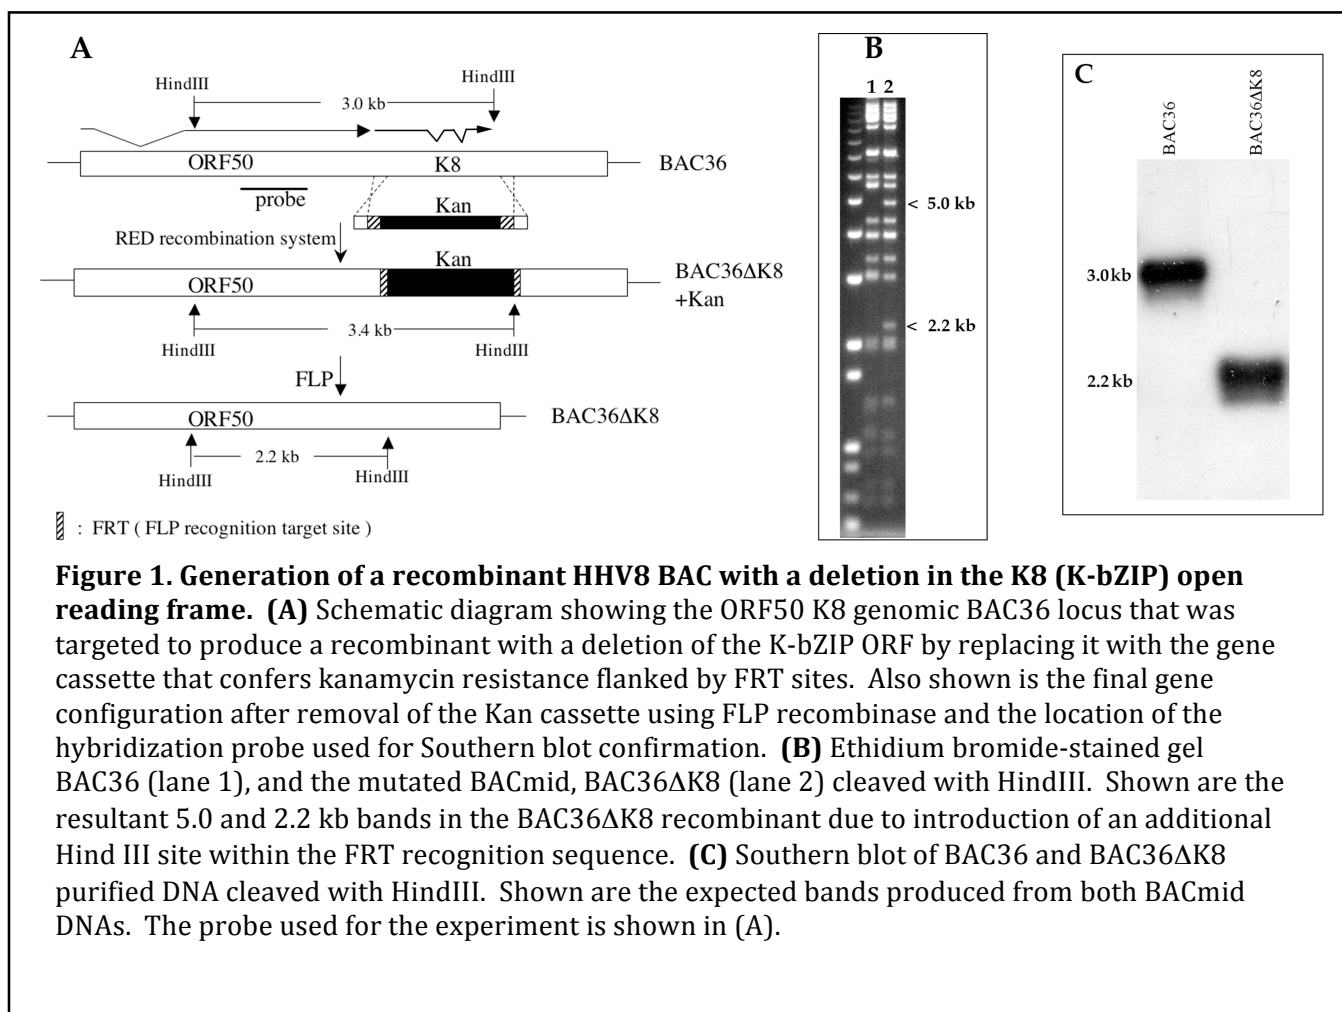 A
HindIII
HindIII
3.0 kb
ORF50
K8
BAC36
probe
Kan
RED recombination system
Kan
ORF50
BAC36ΔK8
+Kan
3.4 kb
HindIII
HindIII
FLP
ORF50
BAC36ΔK8
2.2 kb
HindIII
HindIII
: FRT ( FLP recognition target site )
B
1 2
< 5.0 kb
< 2.2 kb
C
BAC36
BAC36ΔK8
3.0 kb
2.2 kb
Figure 1. Generation of a recombinant HHV8 BAC with a deletion in the K8 (K-bZIP) open
reading frame. (A) Schematic diagram showing the ORF50 K8 genomic BAC36 locus that was
targeted to produce a recombinant with a deletion of the K-bZIP ORF by replacing it with the gene
cassette that confers kanamycin resistance flanked by FRT sites. Also shown is the final gene
configuration after removal of the Kan cassette using FLP recombinase and the location of the
hybridization probe used for Southern blot confirmation. (B) Ethidium bromide-stained gel
BAC36 (lane 1), and the mutated BACmid, BAC36ΔK8 (lane 2) cleaved with HindIII. Shown are the
resultant 5.0 and 2.2 kb bands in the BAC36ΔK8 recombinant due to introduction of an additional
Hind III site within the FRT recognition sequence. (C) Southern blot of BAC36 and BAC36ΔK8
purified DNA cleaved with HindIII. Shown are the expected bands produced from both BACmid
DNAs. The probe used for the experiment is shown in (A).